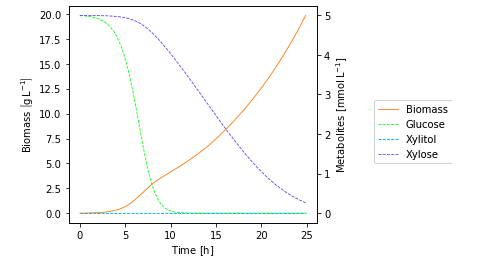 20.0
17.5
15.0
12.5
10.0
7.5
5.0
2.5
0.0
Biomass [g L⁻¹]
5
4
3
2
1
0
Metabolites [mmol L⁻¹]
0 5 10 15 20 25
Time [h]
Biomass
Glucose
Xylitol
Xylose